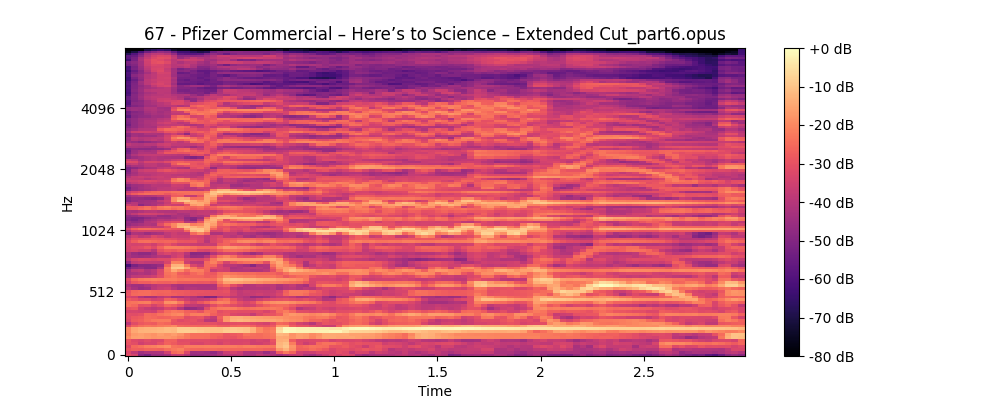 67 - Pfizer Commercial – Here’s to Science – Extended Cut_part6.opus
+0 dB
-10 dB
-20 dB
-30 dB
-40 dB
-50 dB
-60 dB
-70 dB
-80 dB
4096
2048
1024
512
0
Hz
0
0.5
1
1.5
2
2.5
Time